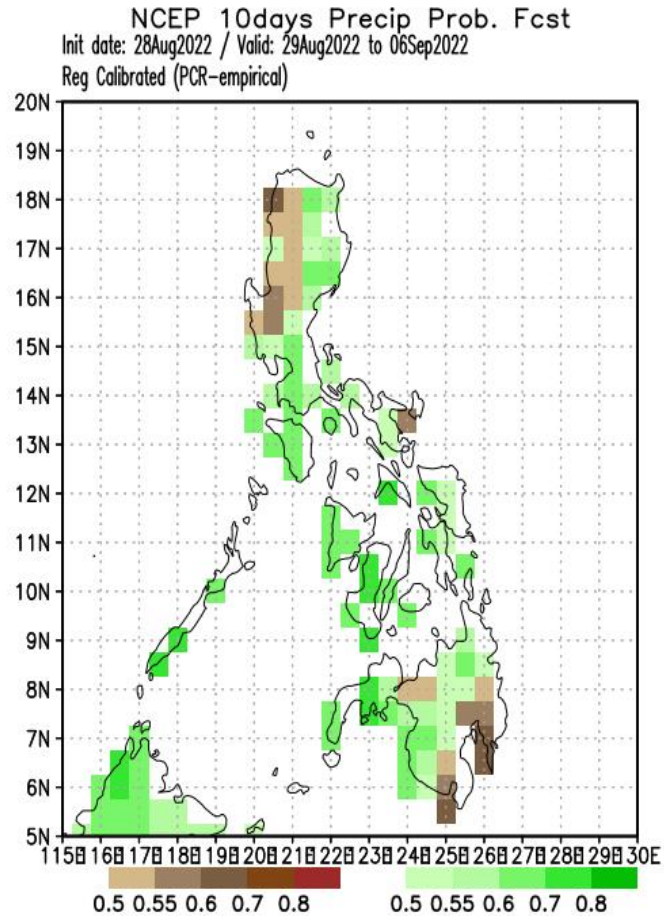 NCEP 10days Precip Prob. Fcst
Init date: 28Aug2022 / Valid: 29Aug2022 to 06Sep2022
Reg Calibrated (PCR-empirical)
20N
19N
18N
17N
16N
15N
14N
13N
12N
11N
10N
9N
8N
7N
6N
5N
115E 116E 117E 118E 119E 120E 121E 122E 123E 124E 125E 126E 127E 128E 129E 130E
0.5 0.55 0.6 0.7 0.8 0.5 0.55 0.6 0.7 0.8